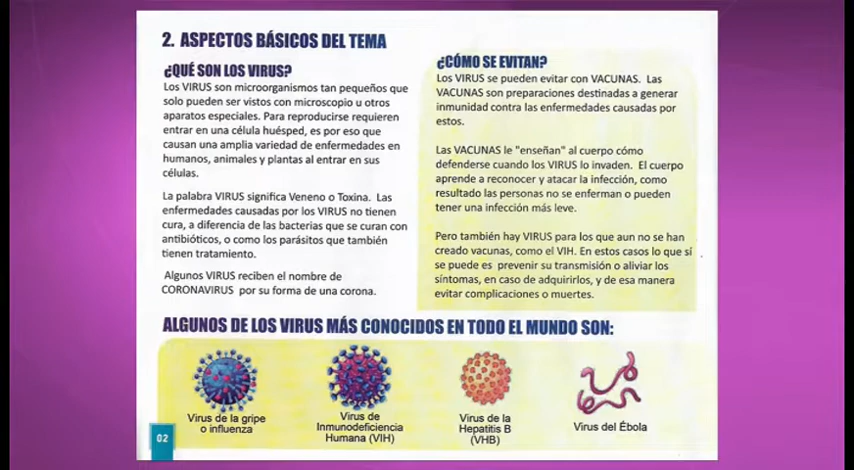 2. ASPECTOS BÁSICOS DEL TEMA
¿QUÉ SON LOS VIRUS?
Los VIRUS son microorganismos tan pequeños que
solo pueden ser vistos con microscopio u otros
aparatos especiales. Para reproducirse requieren
entrar en una célula huésped, es por eso que
causan una amplia variedad de enfermedades en
humanos, animales y plantas al entrar en sus
células.
La palabra VIRUS significa Veneno o Toxina. Las
enfermedades causadas por los VIRUS no tienen
cura, a diferencia de las bacterias que se curan con
antibióticos, o como los parásitos que también
tienen tratamiento.
Algunos VIRUS reciben el nombre de
CORONAVIRUS por su forma de una corona.
¿CÓMO SE EVITAN?
Los VIRUS se pueden evitar con VACUNAS. Las
VACUNAS son preparaciones destinadas a generar
inmunidad contra las enfermedades causadas por
estos.
Las VACUNAS le "enseñan" al cuerpo cómo
defenderse cuando los VIRUS lo invaden. El cuerpo
aprende a reconocer y atacar la infección, como
resultado las personas no se enferman o pueden
tener una infección más leve.
Pero también hay VIRUS para los que aun no se han
creado vacunas, como el VIH. En estos casos lo que sí
se puede es prevenir su transmisión o aliviar los
síntomas, en caso de adquirirlos, y de esa manera
evitar complicaciones o muertes.
ALGUNOS DE LOS VIRUS MÁS CONOCIDOS EN TODO EL MUNDO SON:
Virus de la gripe
o influenza
Virus de
Inmunodeficiencia
Humana (VIH)
Virus de la
Hepatitis B
(VHB)
Virus del Ébola
02